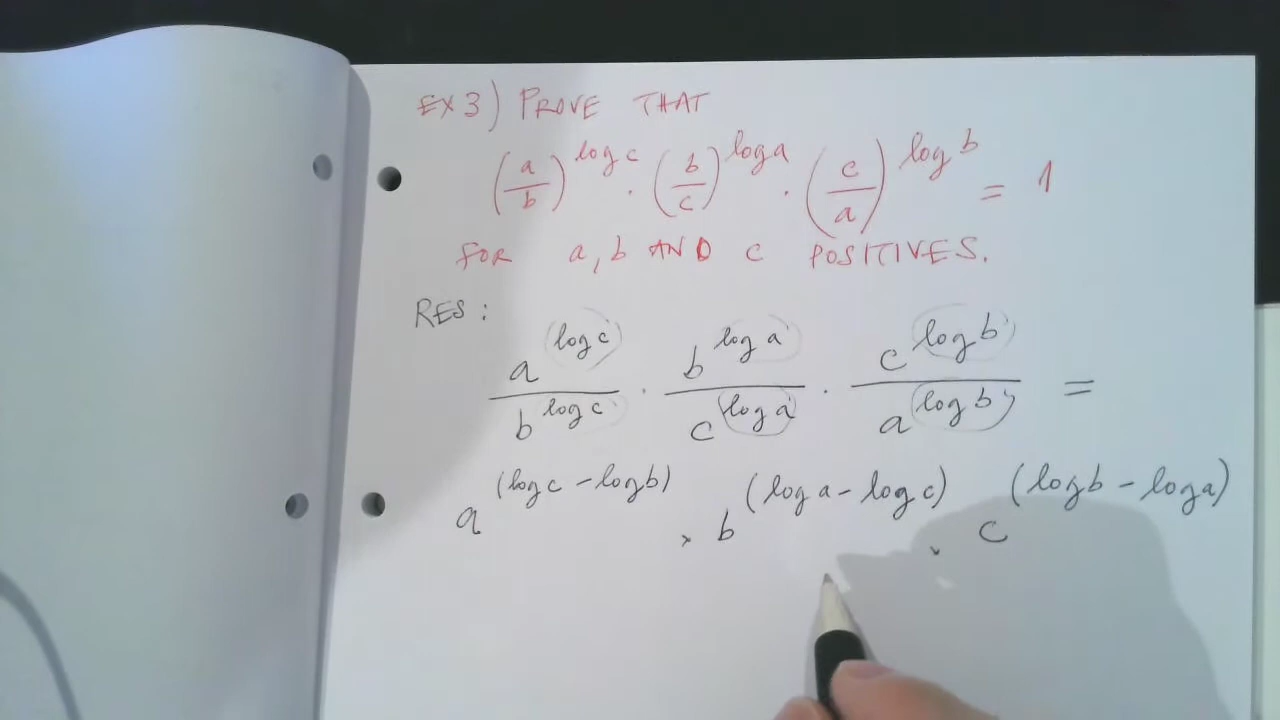 EX 3) PROVE THAT
(a/b)^log c · (b/c)^log a · (c/a)^log b = 1
FOR a, b AND c POSITIVES.
RES:
a^(log c)/b^(log c) · b^(log a)/c^(log a) · c^(log b)/a^(log b) =
a^(log c - log b) · b^(log a - log c) · c^(log b - log a)